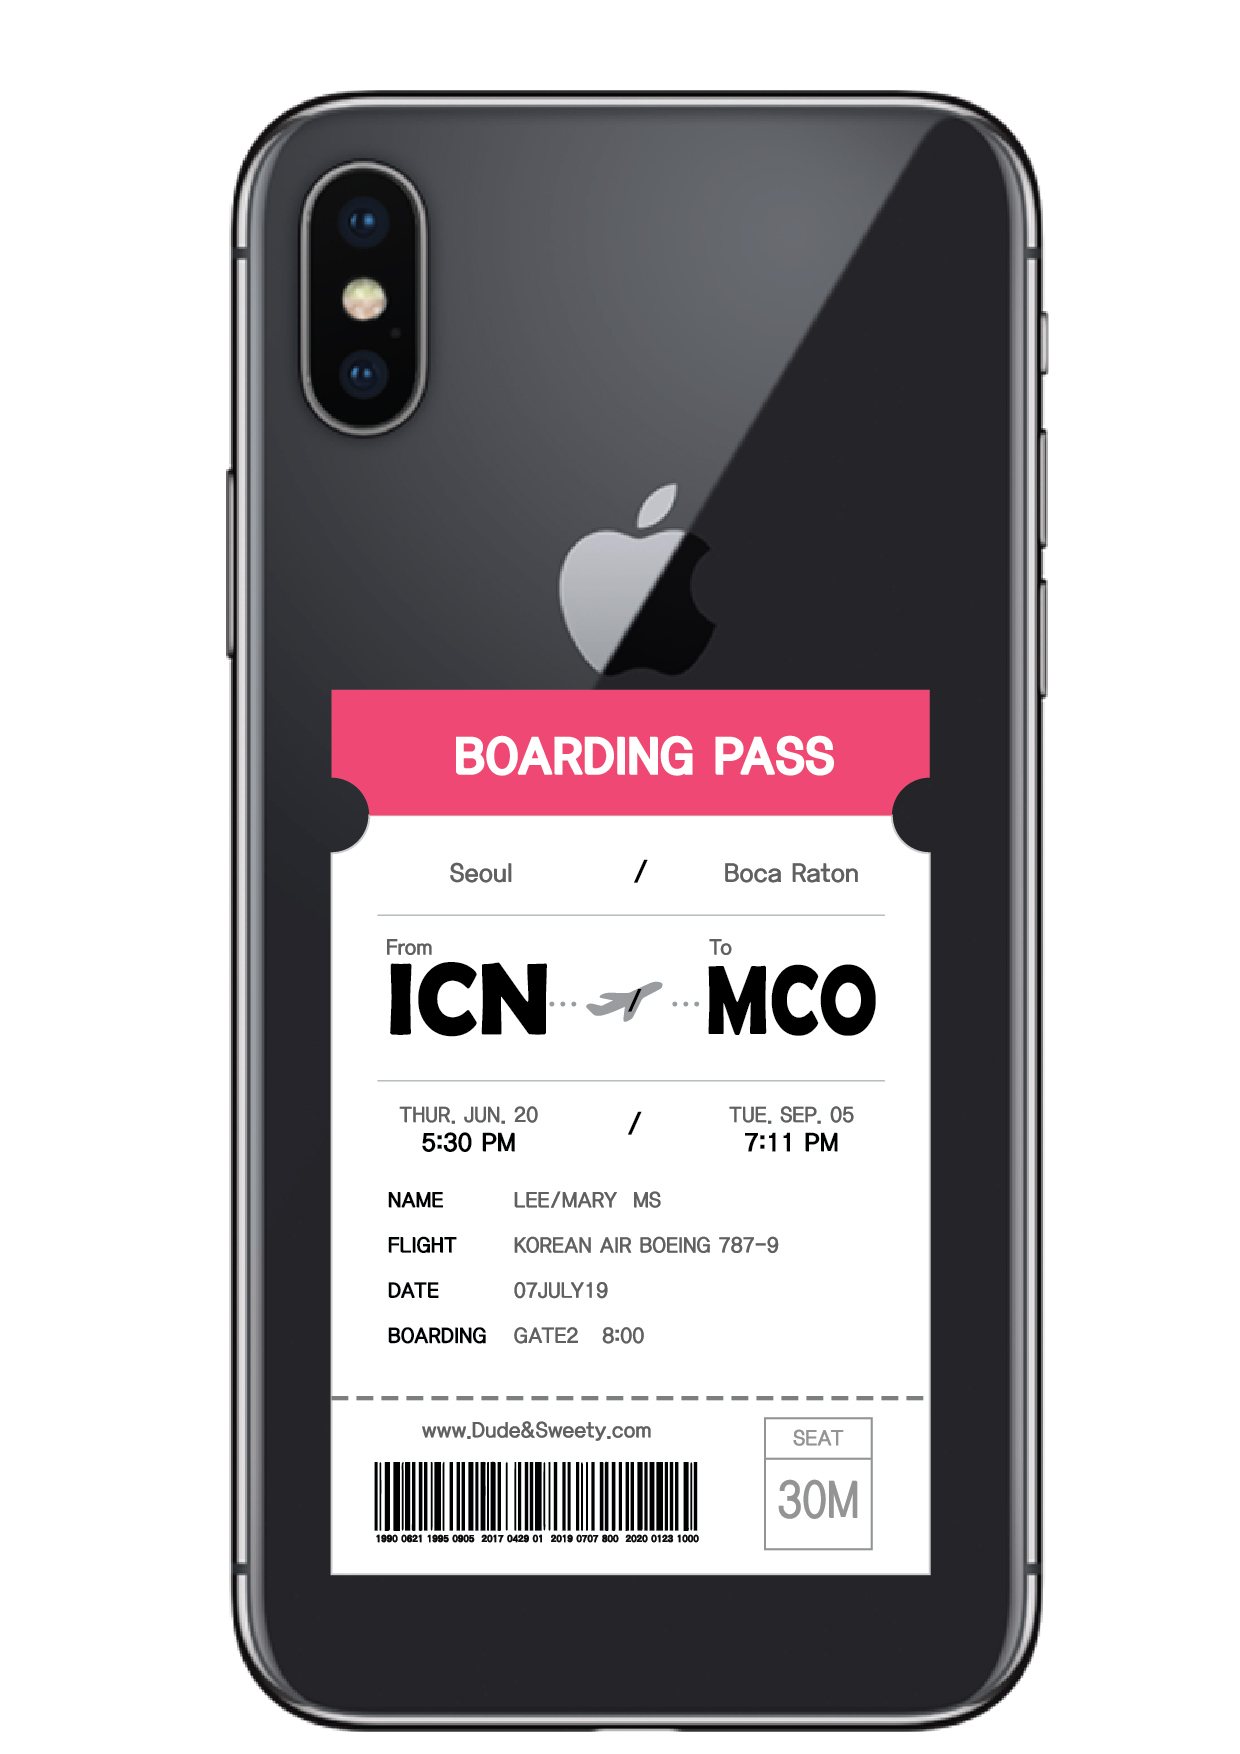 BOARDING PASS
Seoul / Boca Raton
From To
ICN ... / ... MCO
THUR. JUN. 20 / TUE. SEP. 05
5:30 PM 7:11 PM
NAME LEE/MARY MS
FLIGHT KOREAN AIR BOEING 787-9
DATE 07JULY19
BOARDING GATE2 8:00
www.Dude&Sweety.com
SEAT
30M
1990 0621 1995 0905 2017 0429 01 2019 0707 800 2020 0123 1000